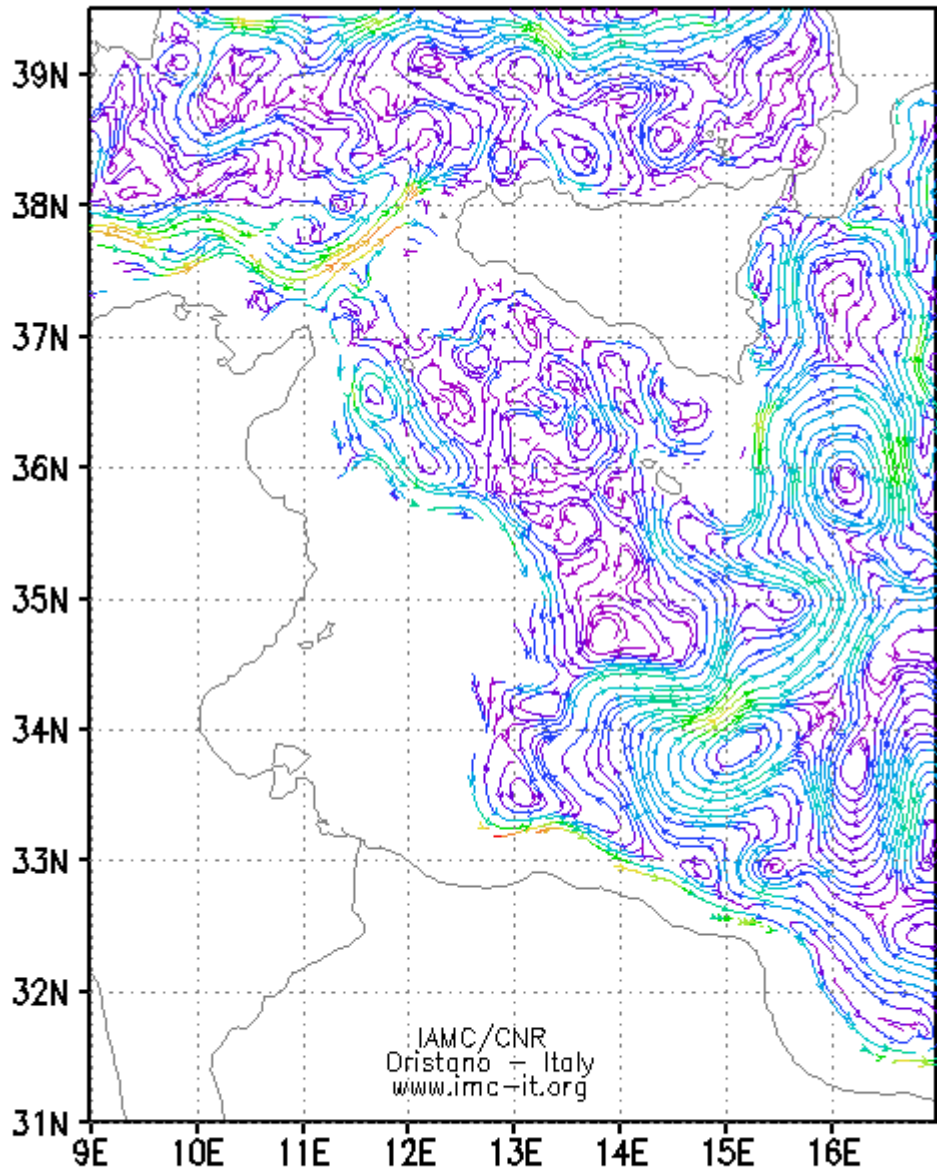 39N
38N
37N
36N
35N
34N
33N
32N
31N
IAMC/CNR
Oristano – Italy
www.imc-it.org
9E 10E 11E 12E 13E 14E 15E 16E